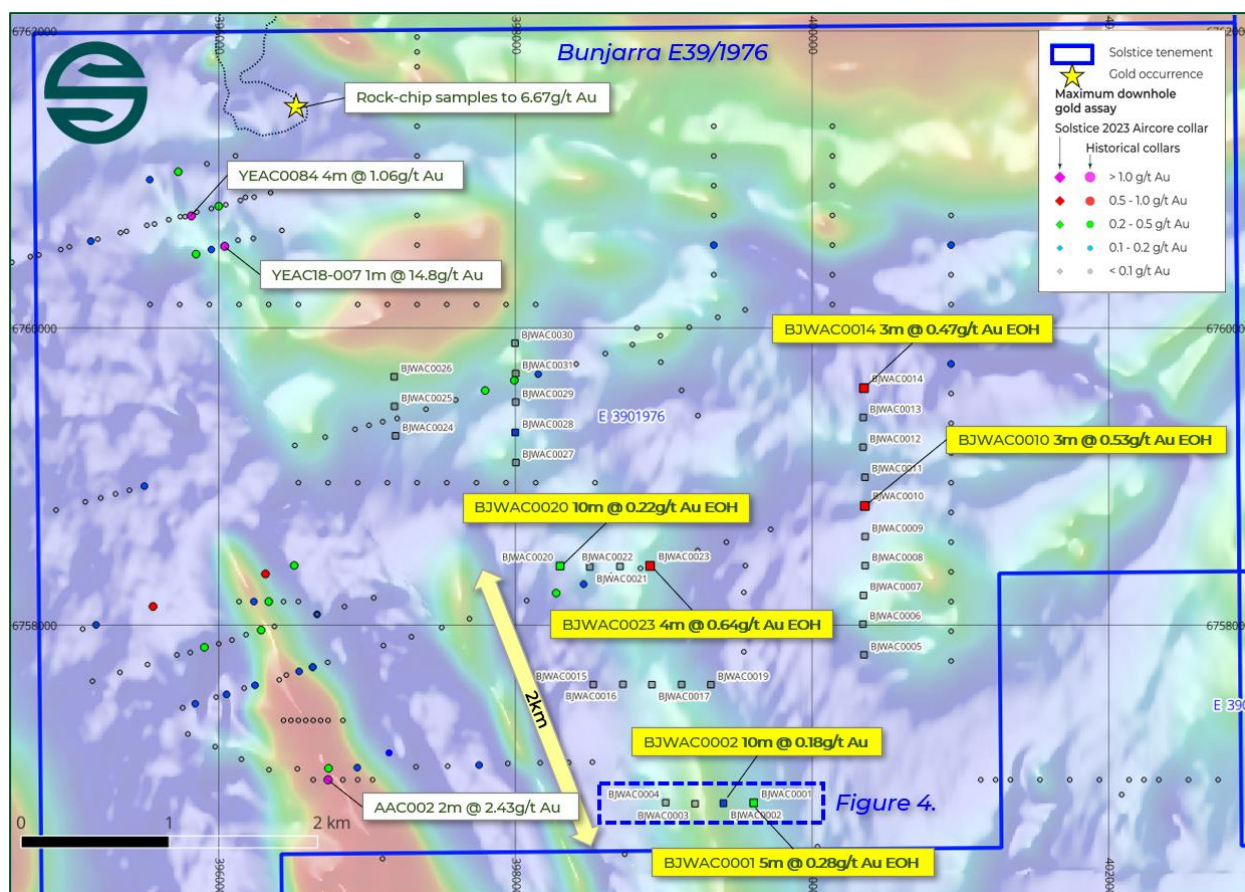 Bunjarra E39/1976
6762000
Rock-chip samples to 6.67g/t Au
Solstice tenement
Gold occurrence
Maximum downhole
gold assay
Solstice 2023 Aircore collar
Historical collars
> 1.0 g/t Au
0.5 - 1.0 g/t Au
0.2 - 0.5 g/t Au
0.1 - 0.2 g/t Au
< 0.1 g/t Au
YEAC0084 4m @ 1.06g/t Au
YEAC18-007 1m @ 14.8g/t Au
6760000
6760000
BJWAC0014 3m @ 0.47g/t Au EOH
BJWAC0030
BJWAC0026
BJWAC0031
BJWAC0014
BJWAC0025
BJWAC0029
BJWAC0013
E 3901976
BJWAC0024
BJWAC0028
BJWAC0012
BJWAC0010 3m @ 0.53g/t Au EOH
BJWAC0027
BJWAC0011
BJWAC0020 10m @ 0.22g/t Au EOH
BJWAC0010
BJWAC0009
BJWAC0020
BJWAC0022
BJWAC0023
BJWAC0008
BJWAC0021
BJWAC0007
BJWAC0023 4m @ 0.64g/t Au EOH
BJWAC0006
6758000
6758000
BJWAC0005
BJWAC0015
BJWAC0019
BJWAC0016
BJWAC0017
2km
E 390
BJWAC0002 10m @ 0.18g/t Au
BJWAC0004
BJWAC0001
Figure 4.
BJWAC0003
BJWAC0002
AAC002 2m @ 2.43g/t Au
0 1 2 km
BJWAC0001 5m @ 0.28g/t Au EOH